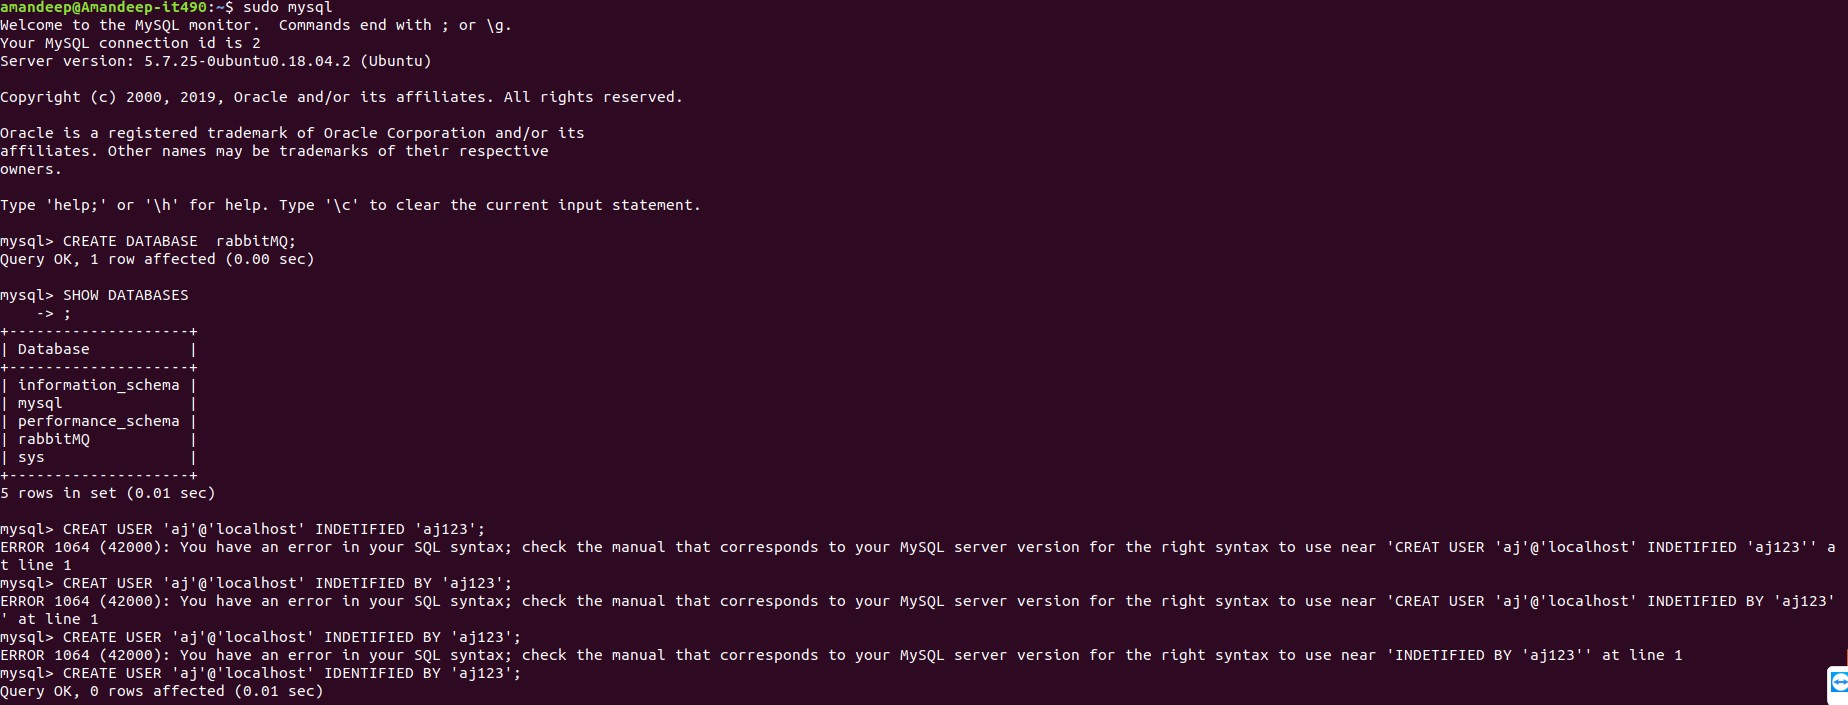 amandeep@Amandeep-it490:~$ sudo mysql
Welcome to the MySQL monitor.  Commands end with ; or \g.
Your MySQL connection id is 2
Server version: 5.7.25-0ubuntu0.18.04.2 (Ubuntu)
Copyright (c) 2000, 2019, Oracle and/or its affiliates. All rights reserved.
Oracle is a registered trademark of Oracle Corporation and/or its
affiliates. Other names may be trademarks of their respective
owners.
Type 'help;' or '\h' for help. Type '\c' to clear the current input statement.
mysql> CREATE DATABASE  rabbitMQ;
Query OK, 1 row affected (0.00 sec)
mysql> SHOW DATABASES
    -> ;
+--------------------+
| Database           |
+--------------------+
| information_schema |
| mysql              |
| performance_schema |
| rabbitMQ           |
| sys                |
+--------------------+
5 rows in set (0.01 sec)
mysql> CREAT USER 'aj'@'localhost' INDETIFIED 'aj123';
ERROR 1064 (42000): You have an error in your SQL syntax; check the manual that corresponds to your MySQL server version for the right syntax to use near 'CREAT USER 'aj'@'localhost' INDETIFIED 'aj123'' a
t line 1
mysql> CREAT USER 'aj'@'localhost' INDETIFIED BY 'aj123';
ERROR 1064 (42000): You have an error in your SQL syntax; check the manual that corresponds to your MySQL server version for the right syntax to use near 'CREAT USER 'aj'@'localhost' INDETIFIED BY 'aj123'
' at line 1
mysql> CREATE USER 'aj'@'localhost' INDETIFIED BY 'aj123';
ERROR 1064 (42000): You have an error in your SQL syntax; check the manual that corresponds to your MySQL server version for the right syntax to use near 'INDETIFIED BY 'aj123'' at line 1
mysql> CREATE USER 'aj'@'localhost' IDENTIFIED BY 'aj123';
Query OK, 0 rows affected (0.01 sec)